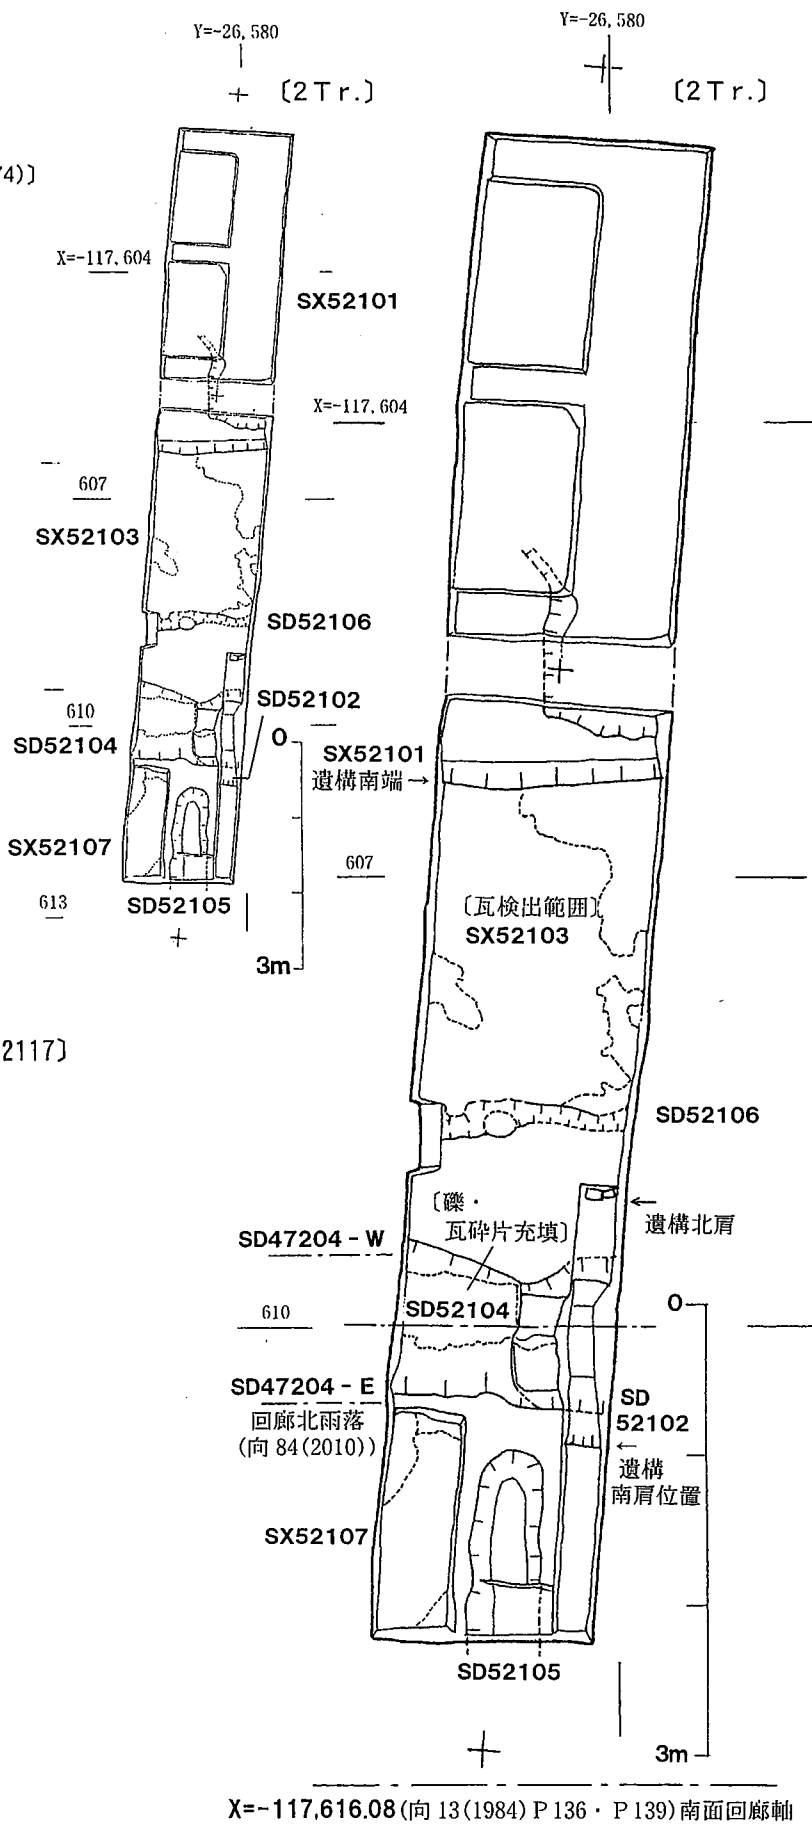 Y=-26,580
〔2Tr.〕
74)〕
X=-117,604
SX52101
607
SX52103
SD52106
SD52102
610
SD52104
0
SX52107
613
SD52105
3m
2117〕
Y=-26,580
〔2Tr.〕
X=-117,604
SX52101
遺構南端→
607
〔瓦検出範囲〕
SX52103
SD52106
〔礫・
瓦砕片充填〕
←
遺構北肩
SD47204-W
SD52104
610
0
SD47204-E
回廊北雨落
(向84(2010))
SD
52102
←
遺構
南肩位置
SX52107
SD52105
3m
X=-117,616.08(向13(1984)P136・P139)南面回廊軸